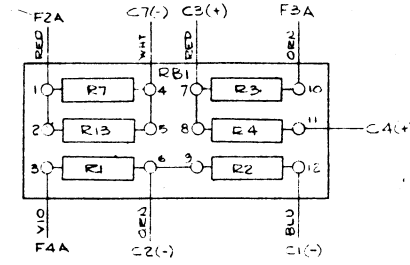 F2A C7(-) C3(+) F3A
RED WHT RED ORN
RB1
1 R7 4 7 R3 10
2 R13 5 8 R4 11
C4(+
3 R1 6 9 R2 12
VIO ORN BLU
F4A C2(-) C1(-)